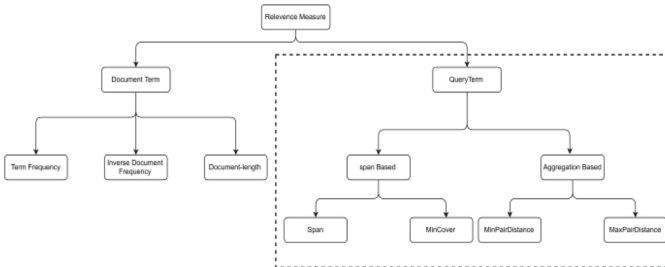 Relevence Measure
Document Term
QueryTerm
Term Frequency
Inverse Document
Frequency
Document-length
span Based
Aggregation Based
Span
MinCover
MinPairDistance
MaxPairDistance